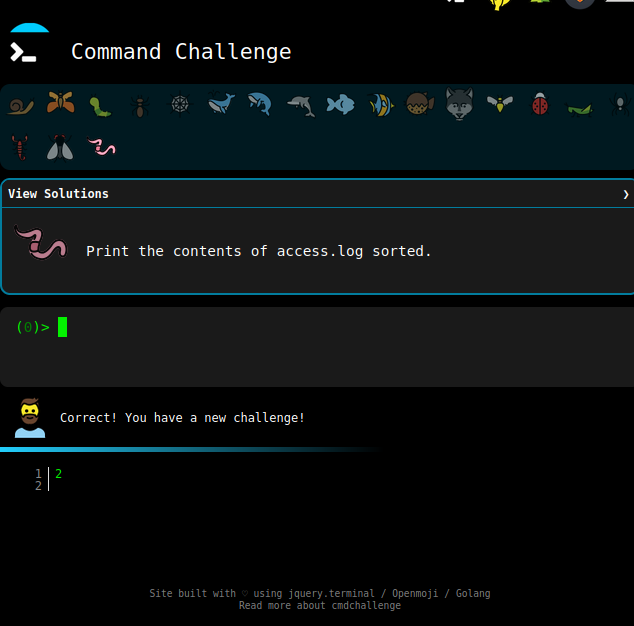 Command Challenge
View Solutions
Print the contents of access.log sorted.
(0)>
Correct! You have a new challenge!
1 2
2
Site built with ♡ using jquery.terminal / Openmoji / Golang
Read more about cmdchallenge